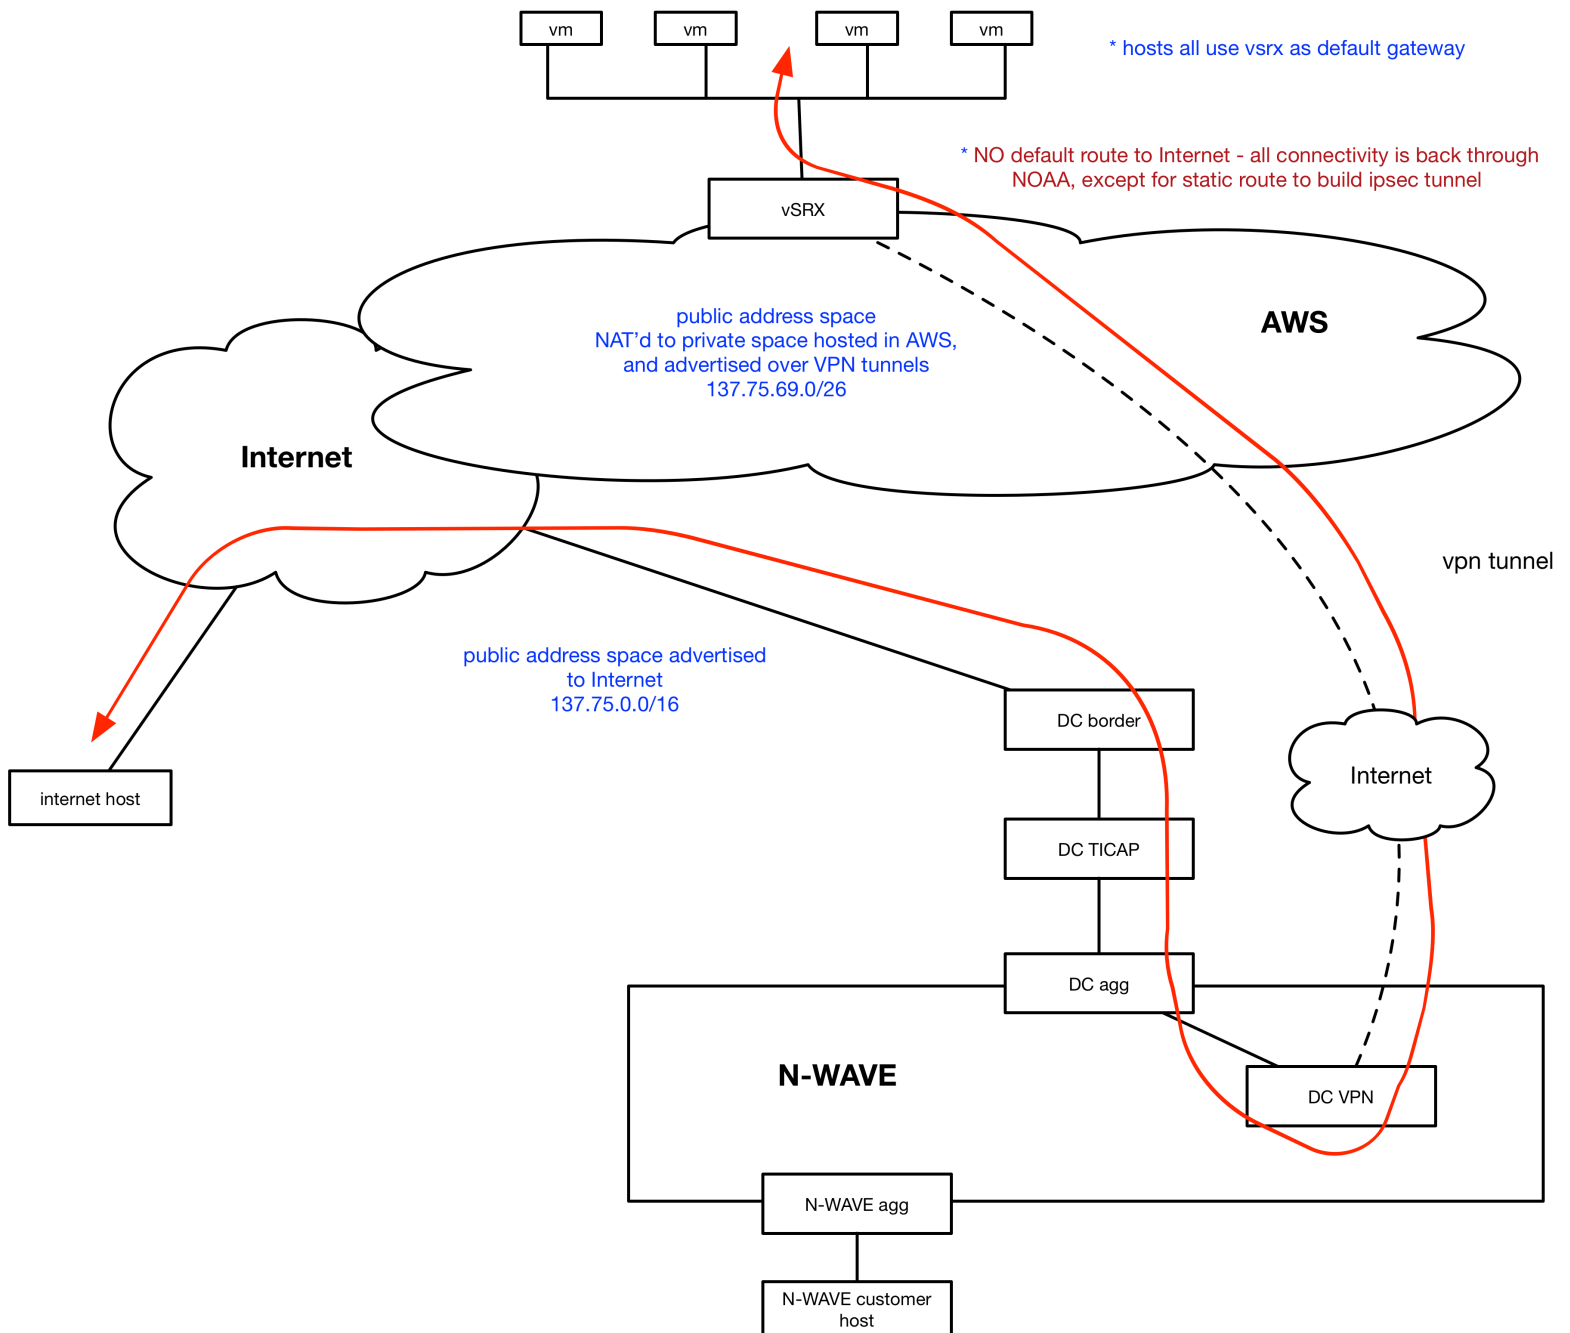 vm
vm
vm
vm
* hosts all use vsrx as default gateway
* NO default route to Internet - all connectivity is back through
NOAA, except for static route to build ipsec tunnel
vSRX
public address space
NAT’d to private space hosted in AWS,
and advertised over VPN tunnels
137.75.69.0/26
AWS
Internet
vpn tunnel
public address space advertised
to Internet
137.75.0.0/16
DC border
Internet
internet host
DC TICAP
DC agg
N-WAVE
DC VPN
N-WAVE agg
N-WAVE customer
host